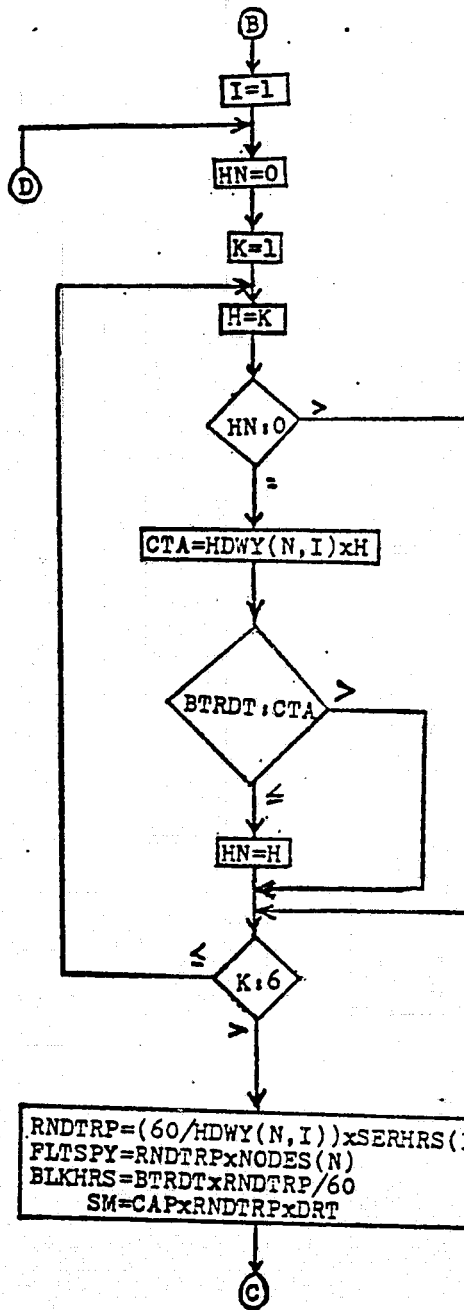 B
I=1
D
HN=0
K=1
H=K
HN:0
>
=
CTA=HDWY(N,I)xH
BTRDT:CTA
>
≤
HN=H
≤
K:6
>
RNDTRP=(60/HDWY(N,I))xSERHRS(
FLTSPY=RNDTRPxNODES(N)
BLKHRS=BTRDTxRNDTRP/60
SM=CAPxRNDTRPxDRT
C